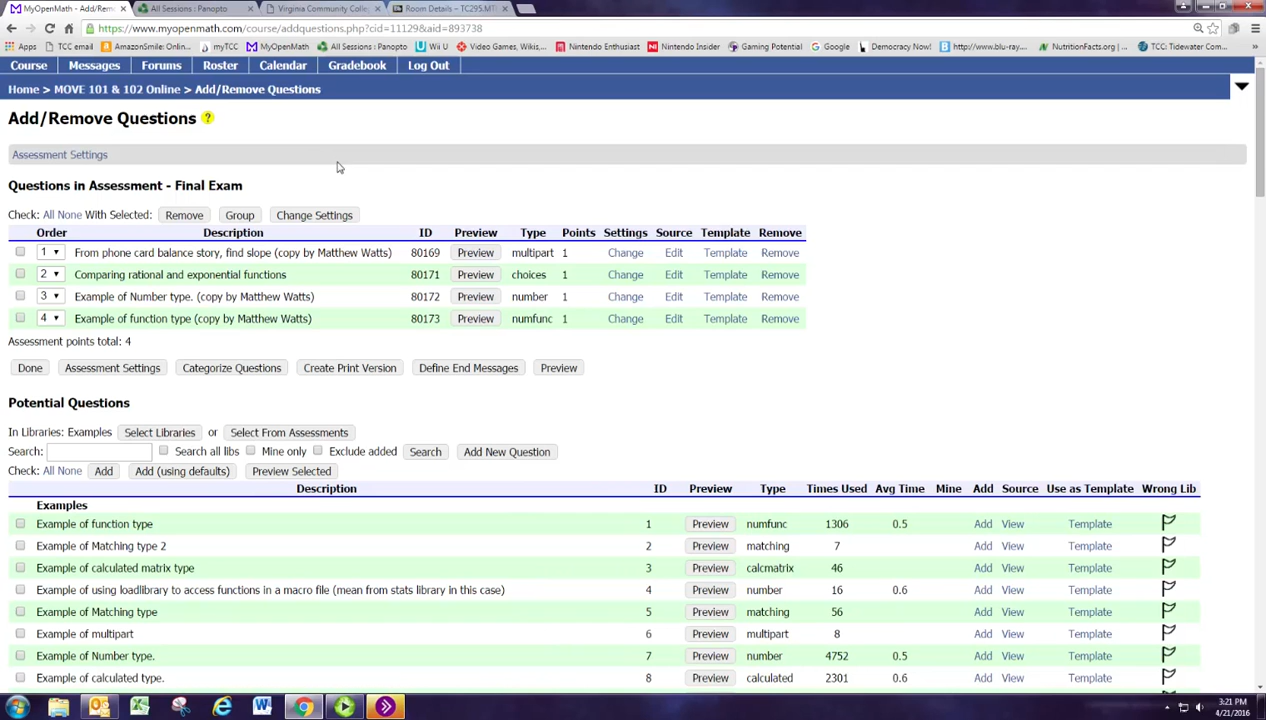 MyOpenMath - Add/Remo
All Sessions : Panopto
Virginia Community Colleg
Room Details – TC295.MT
https://www.myopenmath.com/course/addquestions.php?cid=11129&aid=893738
Apps TCC email AmazonSmile: Onlin... myTCC MyOpenMath All Sessions : Panopto Wii U Video Games, Wikis,... Nintendo Enthusiast Nintendo Insider Gaming Potential Google Democracy Now! http://www.blu-ray... NutritionFacts.org | ... TCC: Tidewater Com...
Course Messages Forums Roster Calendar Gradebook Log Out
Home > MOVE 101 & 102 Online > Add/Remove Questions
Add/Remove Questions ?
Assessment Settings
Questions in Assessment - Final Exam
Check: All None With Selected: Remove Group Change Settings
Order Description ID Preview Type Points Settings Source Template Remove
1 From phone card balance story, find slope (copy by Matthew Watts) 80169 Preview multipart 1 Change Edit Template Remove
2 Comparing rational and exponential functions 80171 Preview choices 1 Change Edit Template Remove
3 Example of Number type. (copy by Matthew Watts) 80172 Preview number 1 Change Edit Template Remove
4 Example of function type (copy by Matthew Watts) 80173 Preview numfunc 1 Change Edit Template Remove
Assessment points total: 4
Done Assessment Settings Categorize Questions Create Print Version Define End Messages Preview
Potential Questions
In Libraries: Examples Select Libraries or Select From Assessments
Search: Search all libs Mine only Exclude added Search Add New Question
Check: All None Add Add (using defaults) Preview Selected
Description ID Preview Type Times Used Avg Time Mine Add Source Use as Template Wrong Lib
Examples
Example of function type 1 Preview numfunc 1306 0.5 Add View Template
Example of Matching type 2 2 Preview matching 7 Add View Template
Example of calculated matrix type 3 Preview calcmatrix 46 Add View Template
Example of using loadlibrary to access functions in a macro file (mean from stats library in this case) 4 Preview number 16 0.6 Add View Template
Example of Matching type 5 Preview matching 56 Add View Template
Example of multipart 6 Preview multipart 8 Add View Template
Example of Number type. 7 Preview number 4752 0.5 Add View Template
Example of calculated type. 8 Preview calculated 2301 0.6 Add View Template
3:21 PM
4/21/2016